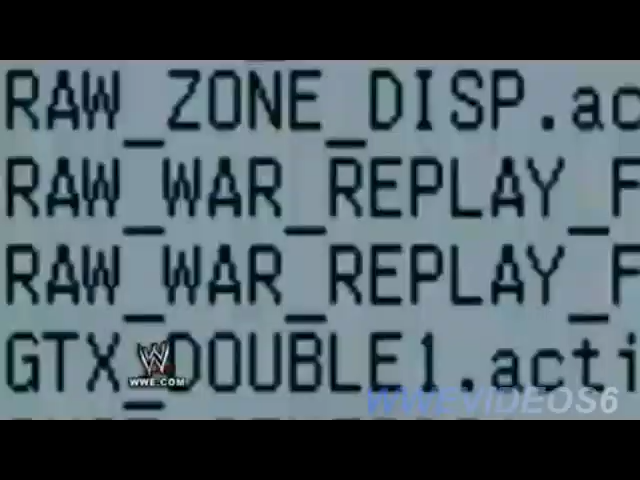 RAW_ZONE_DISP.ac
RAW_WAR_REPLAY_F
RAW_WAR_REPLAY_F
GTX_DOUBLE1.acti
W
WWE.COM
WWEVIDEOS6